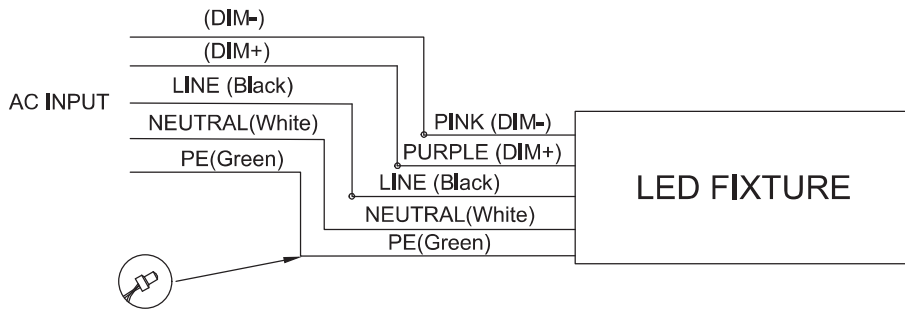 (DIM-)
(DIM+)
LINE (Black)
AC INPUT
NEUTRAL(White)
PE(Green)
PINK (DIM-)
PURPLE (DIM+)
LINE (Black)
NEUTRAL(White)
PE(Green)
LED FIXTURE